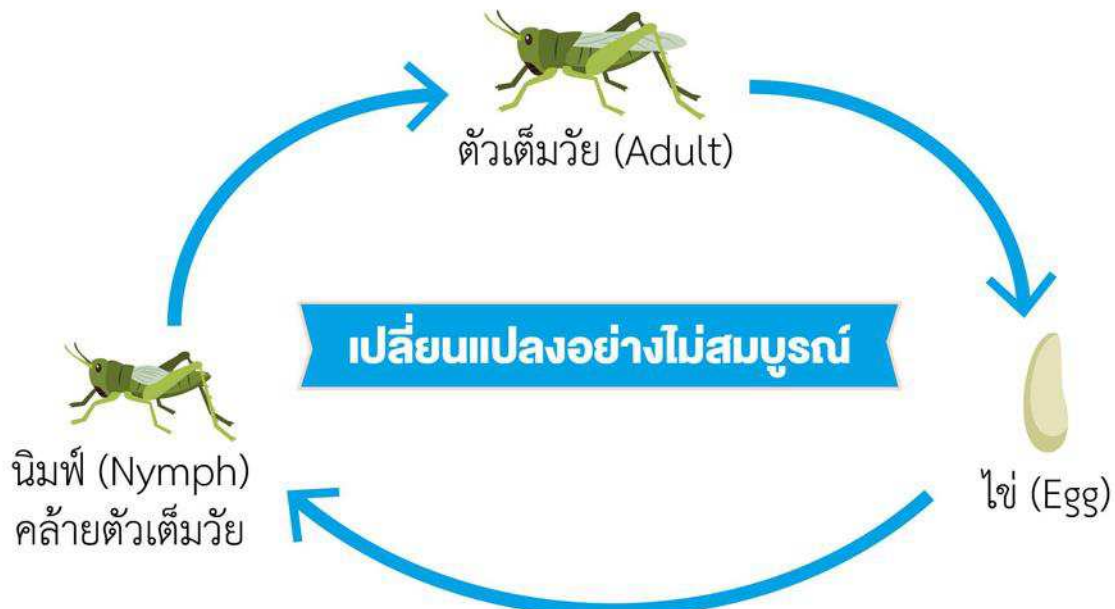 ตัวเต็มวัย (Adult)
เปลี่ยนแปลงอย่างไม่สมบูรณ์
นิมฟ์ (Nymph)
คล้ายตัวเต็มวัย
ไข่ (Egg)